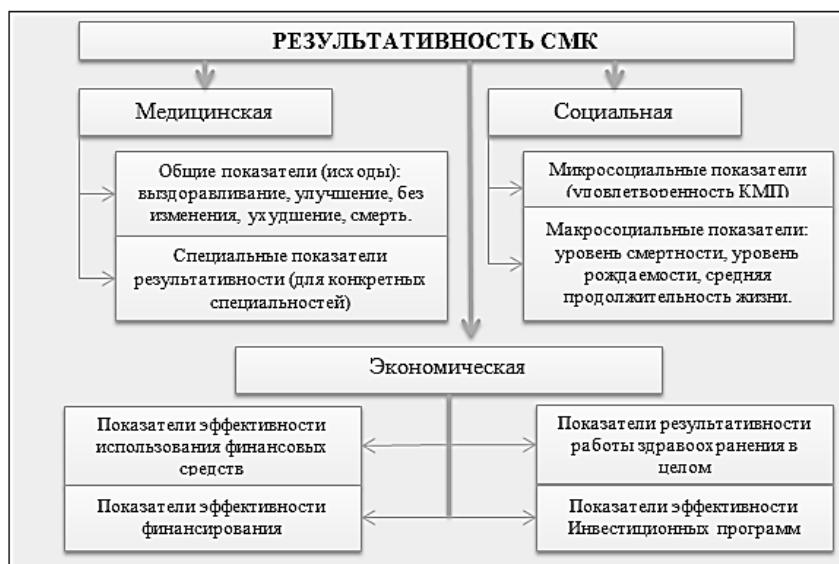 РЕЗУЛЬТАТИВНОСТЬ СМК
Медицинская
Социальная
Общие показатели (исходы):
выздоравливание, улучшение, без
изменения, ухудшение, смерть.
Специальные показатели
результативности (для конкретных
специальностей)
Микросоциальные показатели
(удовлетворенность КМП)
Макросоциальные показатели:
уровень смертности, уровень
рождаемости, средняя
продолжительность жизни.
Экономическая
Показатели эффективности
использования финансовых
средств
Показатели эффективности
финансирования
Показатели результативности
работы здравоохранения в
целом
Показатели эффективности
Инвестиционных программ